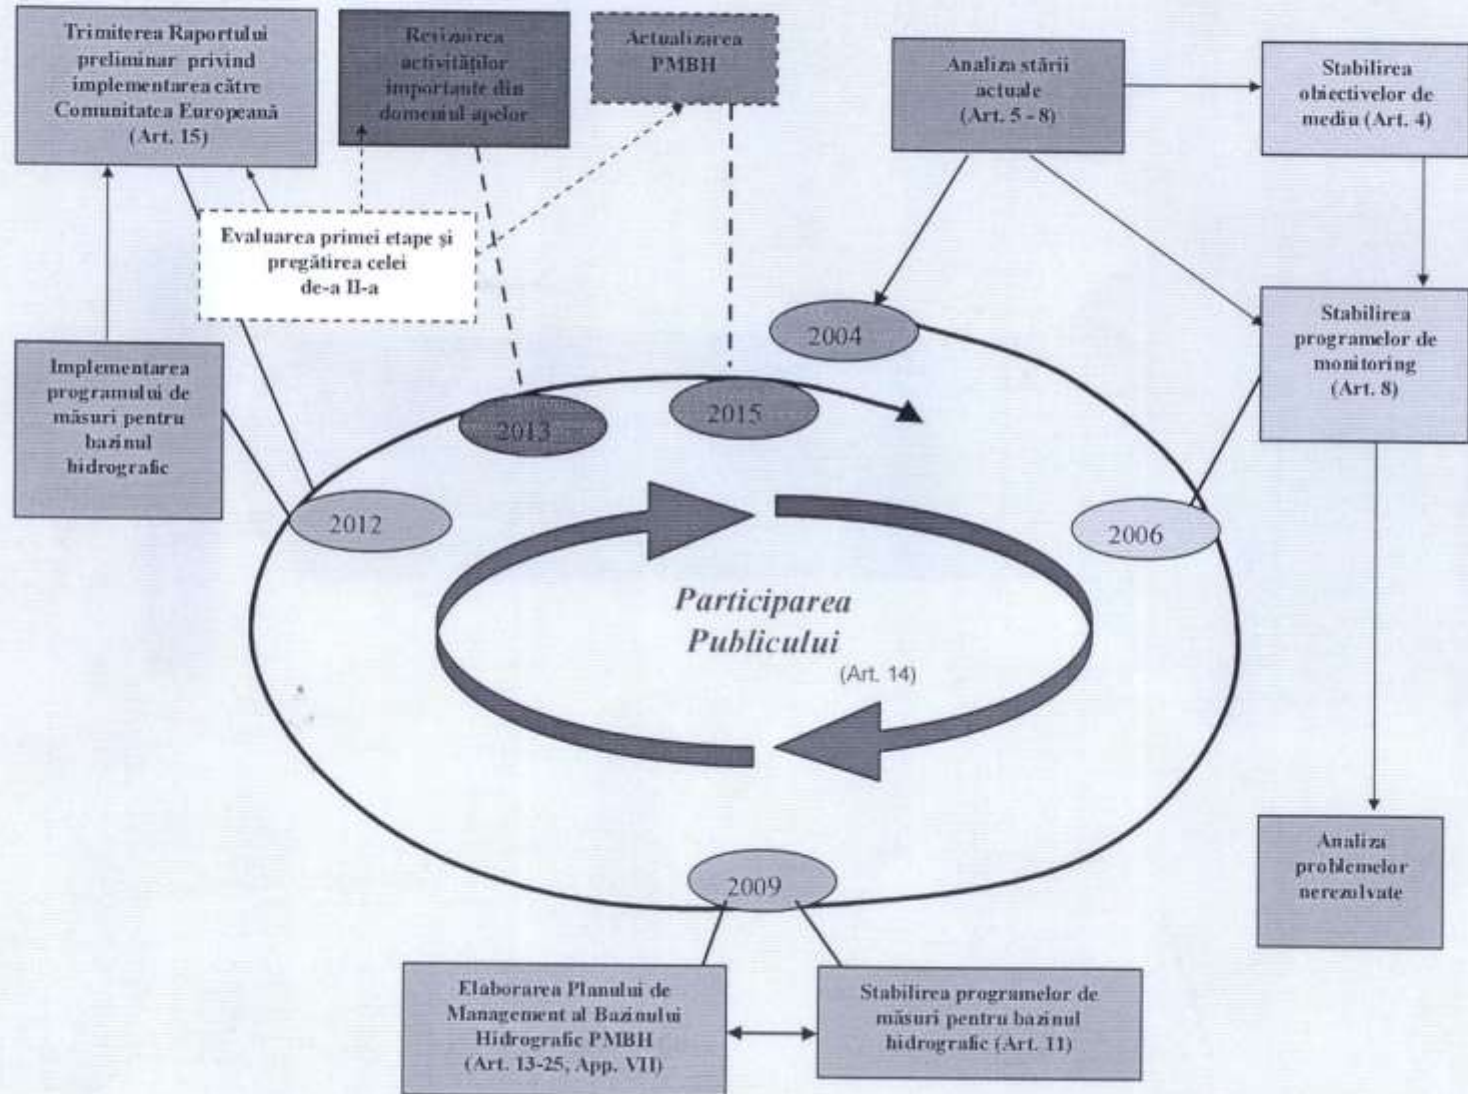 Trimiterea Raportului
preliminar privind
implementarea către
Comunitatea Europeană
(Art. 15)
Revizuirea
activităților
importante din
domeniul apelor
Actualizarea
PMBH
Analiza stării
actuale
(Art. 5 - 8)
Stabilirea
obiectivelor de
mediu (Art. 4)
Evaluarea primei etape și
pregătirea celei
de-a II-a
Implementarea
programului de
măsuri pentru
bazinul
hidrografic
Stabilirea
programelor de
monitoring
(Art. 8)
2004
2015
2013
2012
2006
Participarea
Publicului
(Art. 14)
2009
Analiza
problemelor
nerezolvate
Elaborarea Planului de
Management al Bazinului
Hidrografic PMBH
(Art. 13-25, App. VII)
Stabilirea programelor de
măsuri pentru bazinul
hidrografic (Art. 11)